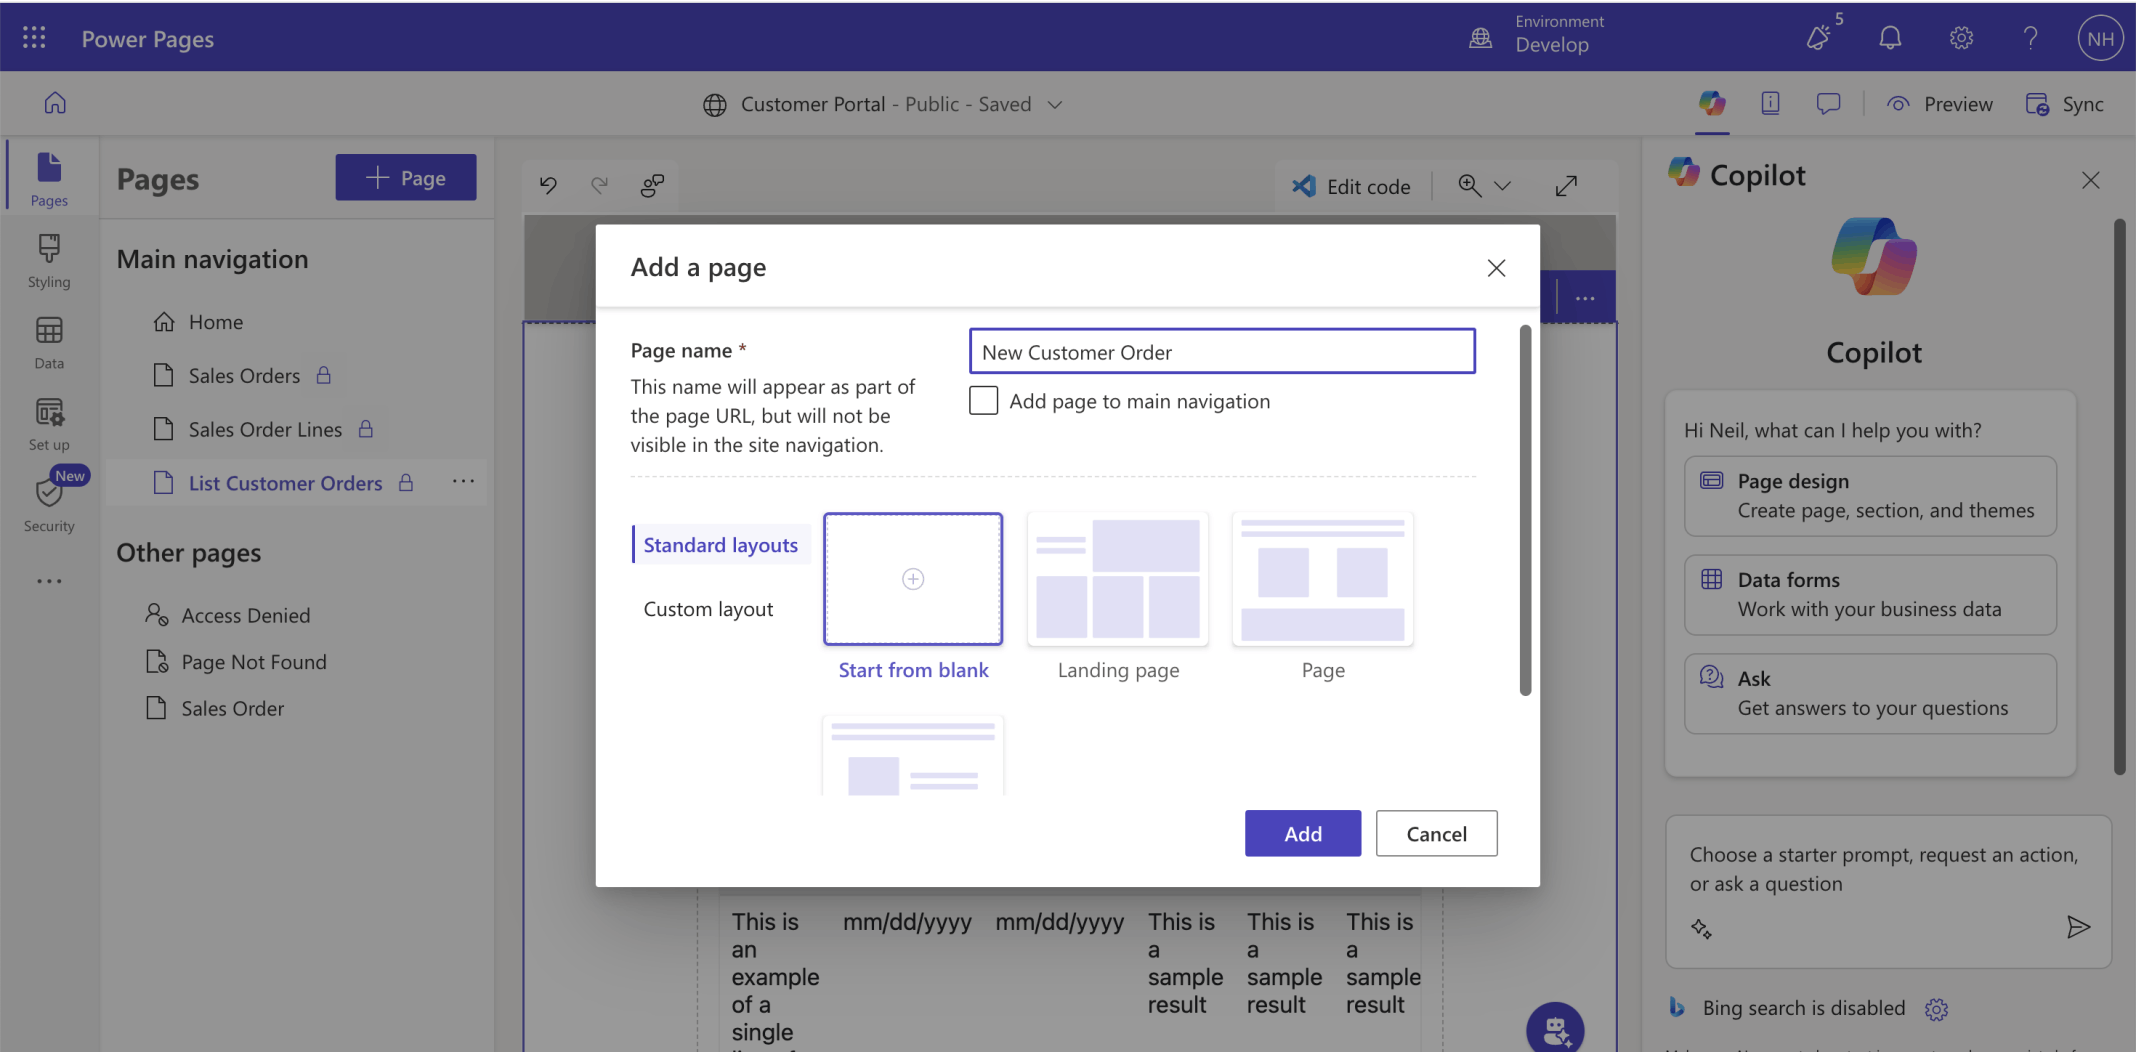 Power Pages
Environment
Develop
5
NH
Customer Portal - Public - Saved
Preview
Sync
Pages
Styling
Data
Set up
New
Security
Pages
Page
Main navigation
Home
Sales Orders
Sales Order Lines
List Customer Orders
Other pages
Access Denied
Page Not Found
Sales Order
Edit code
Add a page
Page name *
This name will appear as part of
the page URL, but will not be
visible in the site navigation.
New Customer Order
Add page to main navigation
Standard layouts
Custom layout
Start from blank
Landing page
Page
Add
Cancel
This is
an
example
of a
single
mm/dd/yyyy
mm/dd/yyyy
This is
a
sample
result
This is
a
sample
result
This is
a
sample
result
Copilot
Copilot
Hi Neil, what can I help you with?
Page design
Create page, section, and themes
Data forms
Work with your business data
Ask
Get answers to your questions
Choose a starter prompt, request an action,
or ask a question
Bing search is disabled